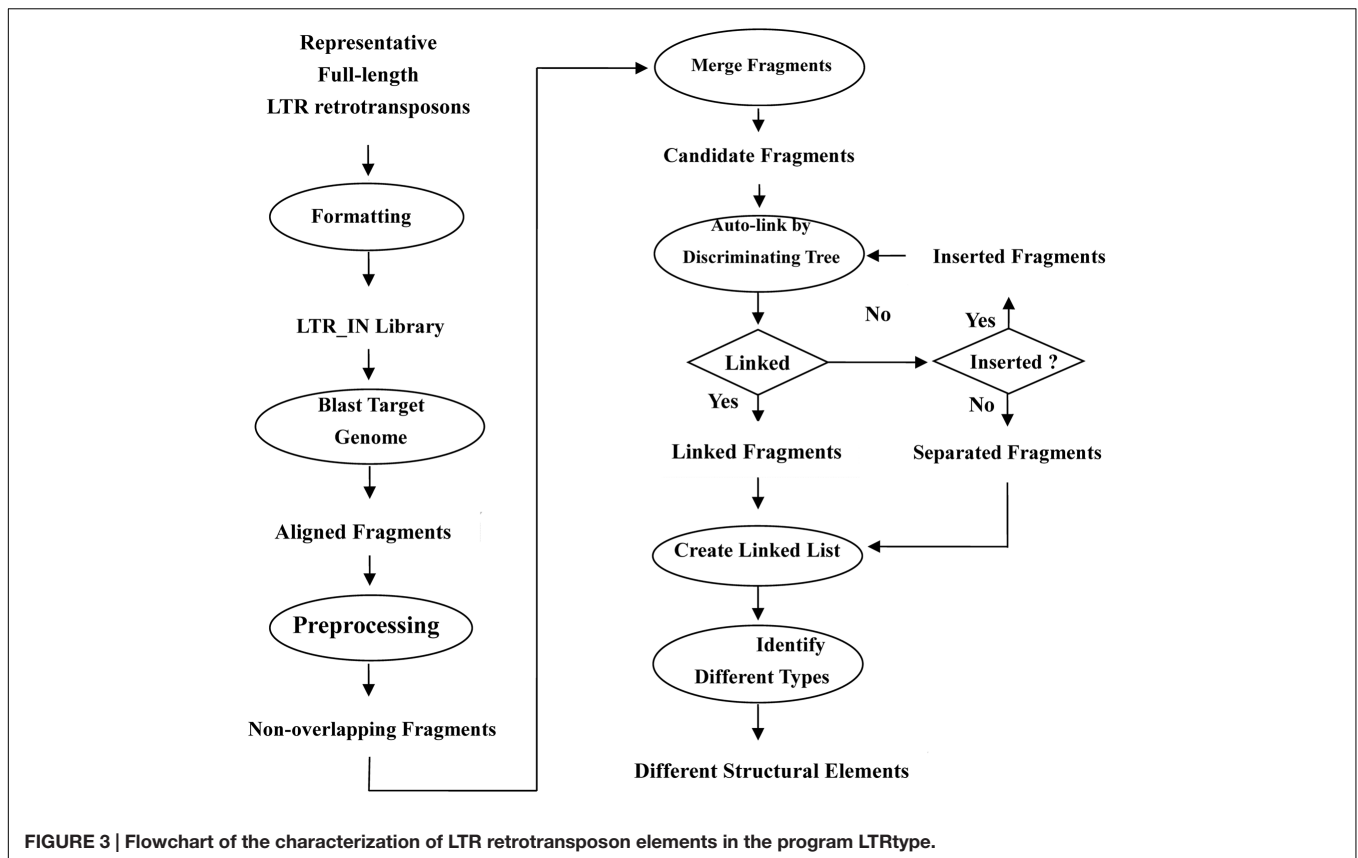 Representative
Full-length
LTR retrotransposons
Formatting
LTR_IN Library
Blast Target
Genome
Aligned Fragments
Preprocessing
Non-overlapping Fragments
Merge Fragments
Candidate Fragments
Auto-link by
Discriminating Tree
Inserted Fragments
No
Yes
Linked
Inserted ?
Yes
No
Linked Fragments
Separated Fragments
Create Linked List
Identify
Different Types
Different Structural Elements
FIGURE 3 | Flowchart of the characterization of LTR retrotransposon elements in the program LTRtype.